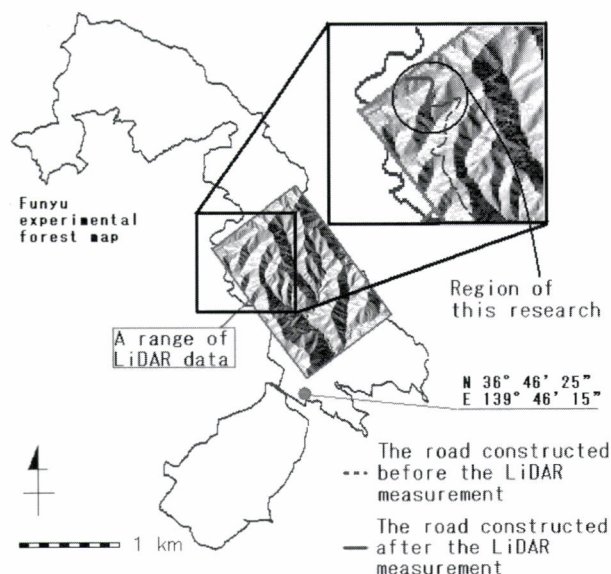 Funyu
experimental
forest map
Region of
this research
A range of
LiDAR data
N 36° 46' 25"
E 139° 46' 15"
The road constructed
before the LiDAR
measurement
The road constructed
after the LiDAR
measurement
1 km